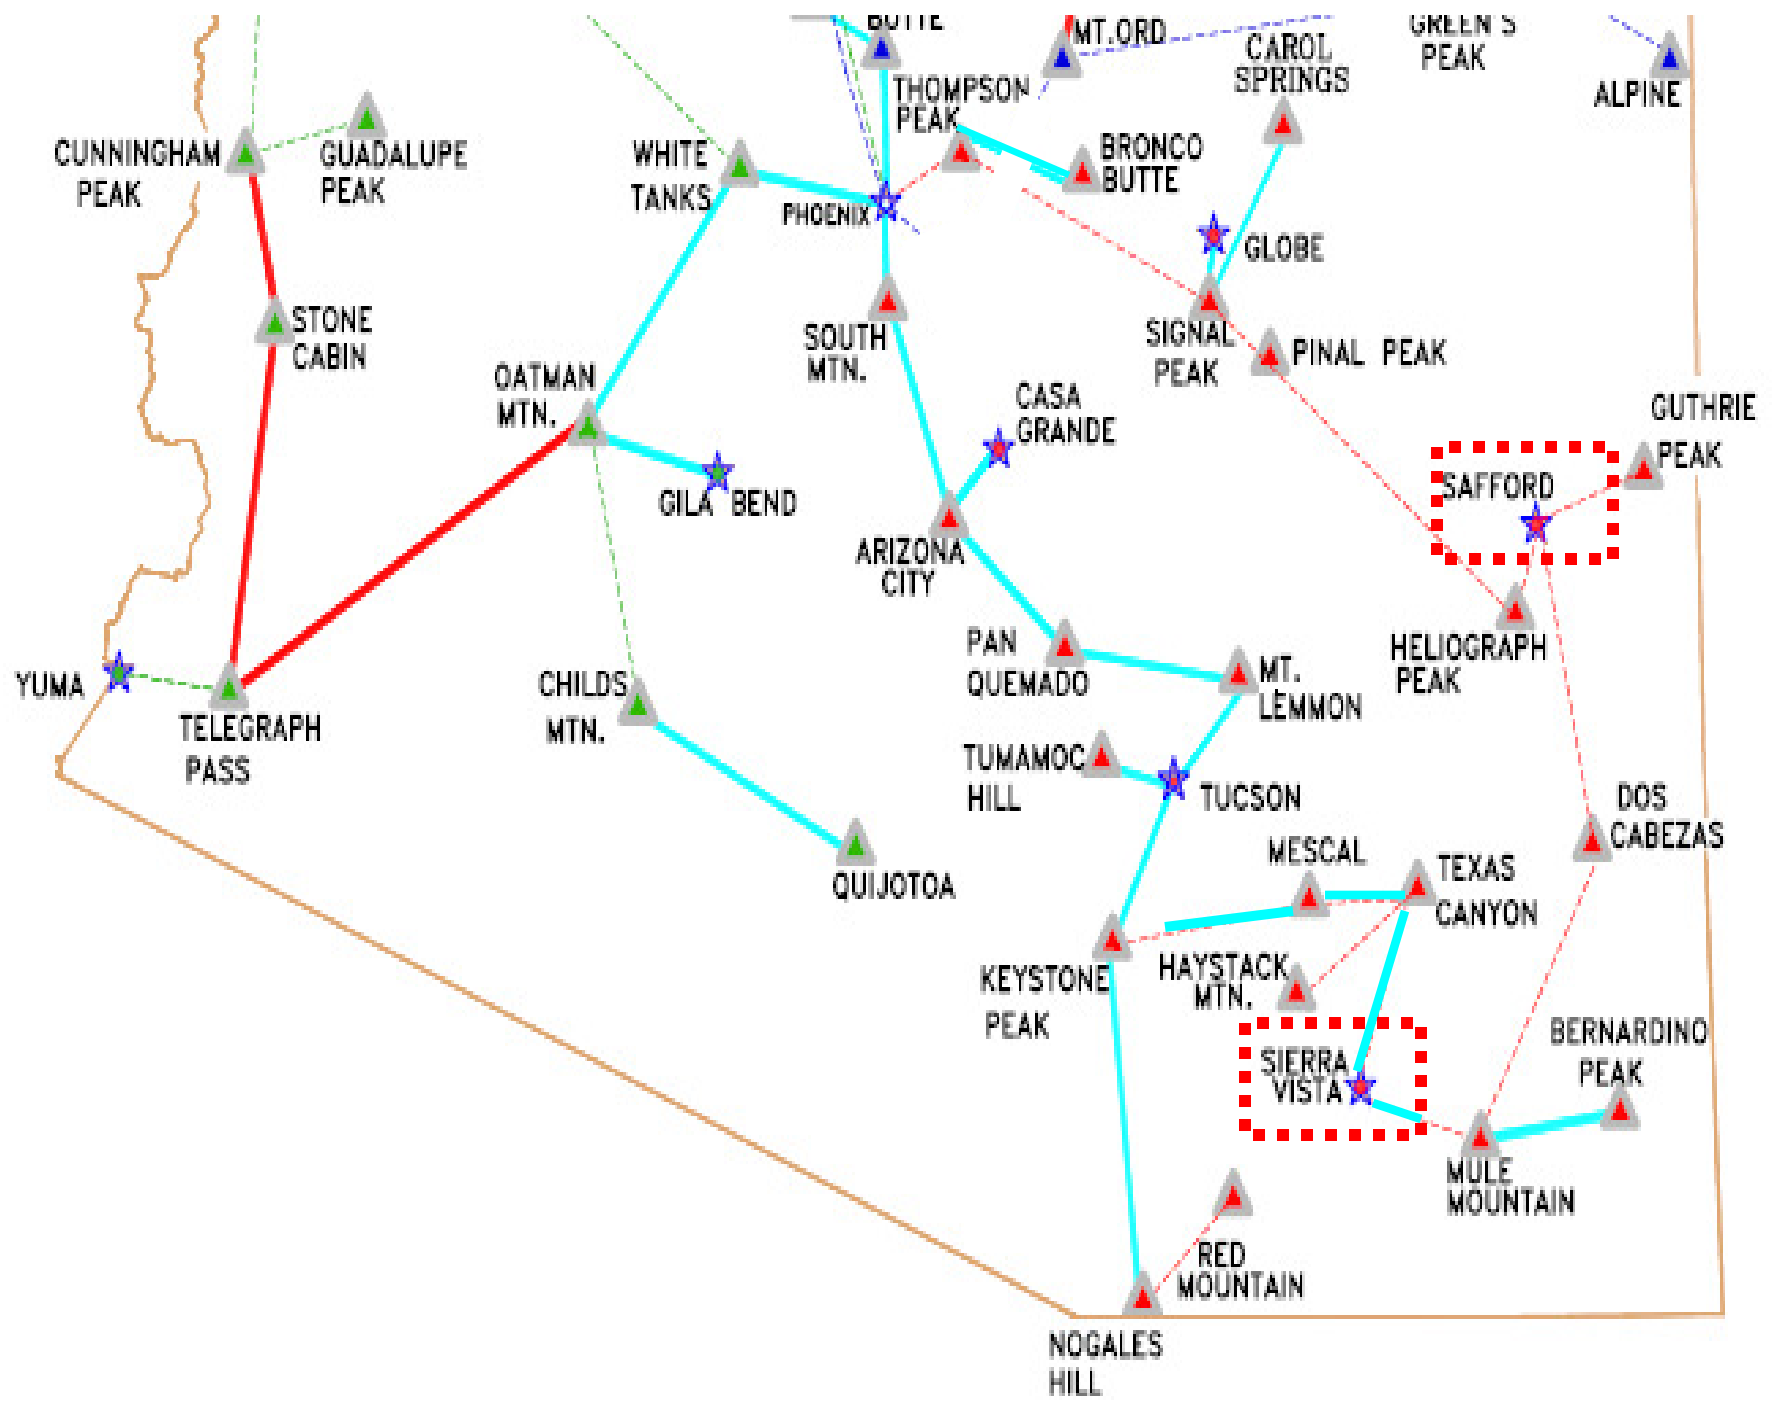 BUTTE
MT.ORD
GREEN'S
PEAK
CAROL
SPRINGS
ALPINE
THOMPSON
PEAK
CUNNINGHAM
PEAK
GUADALUPE
PEAK
WHITE
TANKS
BRONCO
BUTTE
PHOENIX
GLOBE
STONE
CABIN
SOUTH
MTN.
SIGNAL
PEAK
PINAL PEAK
OATMAN
MTN.
CASA
GRANDE
GUTHRIE
PEAK
SAFFORD
GILA BEND
ARIZONA
CITY
PAN
QUEMADO
HELIOGRAPH
PEAK
MT.
LEMMON
YUMA
TELEGRAPH
PASS
CHILDS
MTN.
TUMAMOC
HILL
TUCSON
DOS
CABEZAS
MESCAL
TEXAS
CANYON
QUIJOTOA
KEYSTONE
PEAK
HAYSTACK
MTN.
SIERRA
VISTA
BERNARDINO
PEAK
MULE
MOUNTAIN
RED
MOUNTAIN
NOGALES
HILL